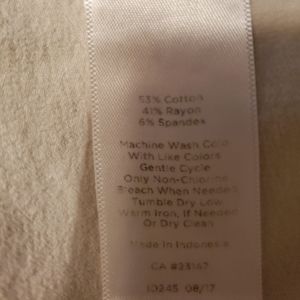 53% Cotton
41% Rayon
6% Spandex
Machine Wash Cold
With Like Colors
Gentle Cycle
Only Non-Chlorine
Bleach When Needed
Tumble Dry Low
Warm Iron, If Needed
Or Dry Clean
Made In Indonesia
CA #23147
10245 08/17